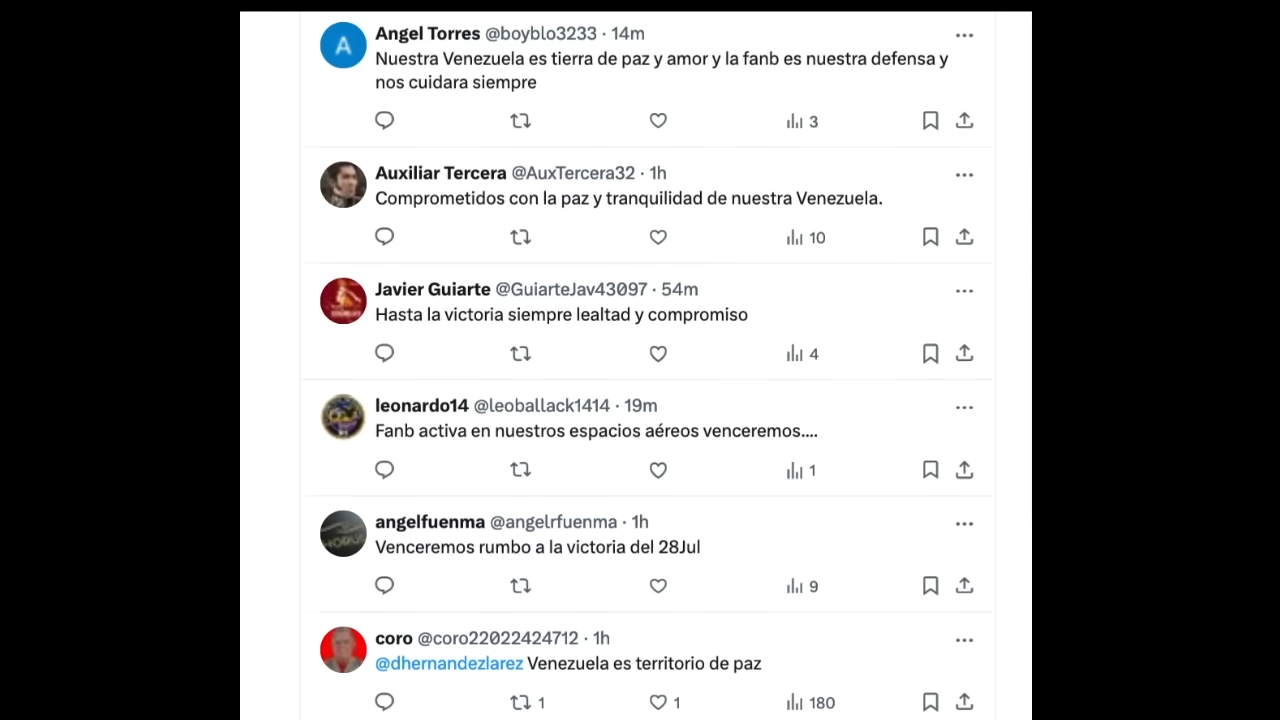 A
Angel Torres @boyblo3233 · 14m
Nuestra Venezuela es tierra de paz y amor y la fanb es nuestra defensa y
nos cuidara siempre
3
Auxiliar Tercera @AuxTercera32 · 1h
Comprometidos con la paz y tranquilidad de nuestra Venezuela.
10
Javier Guiarte @GuiarteJav43097 · 54m
Hasta la victoria siempre lealtad y compromiso
4
leonardo14 @leoballack1414 · 19m
Fanb activa en nuestros espacios aéreos venceremos....
1
angelfuenma @angelrfuenma · 1h
Venceremos rumbo a la victoria del 28Jul
9
coro @coro22022424712 · 1h
@dhernandezlarez Venezuela es territorio de paz
1 1 180